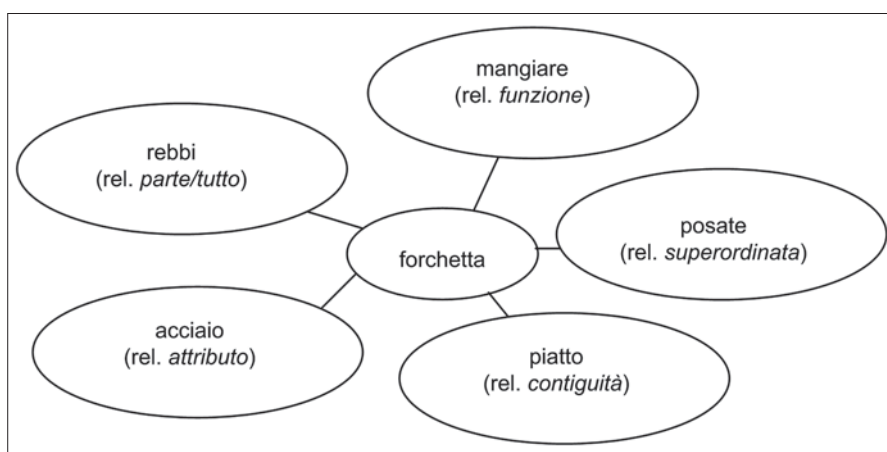 mangiare
(rel. funzione)
rebbi
(rel. parte/tutto)
posate
(rel. superordinata)
forchetta
acciaio
(rel. attributo)
piatto
(rel. contiguità)